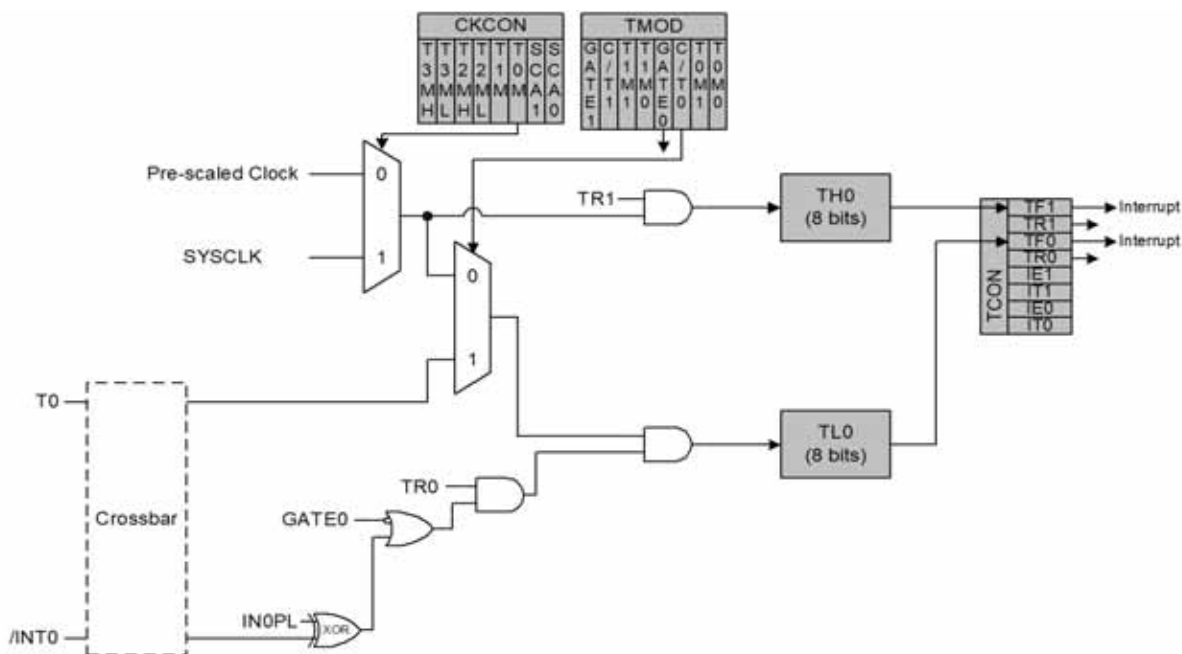 CKCON
T3MH
T3ML
T2MH
T2ML
T1M
T0M
SCA1
SCA0
TMOD
GATE1
C/T1
T1M1
T1M0
GATE0
C/T0
T0M1
T0M0
Pre-scaled Clock
0
SYSCLK
1
TR1
TH0
(8 bits)
TCON
TF1
TR1
TF0
TR0
IE1
IT1
IE0
IT0
Interrupt
Interrupt
0
1
T0
Crossbar
/INT0
TL0
(8 bits)
TR0
GATE0
IN0PL
XOR